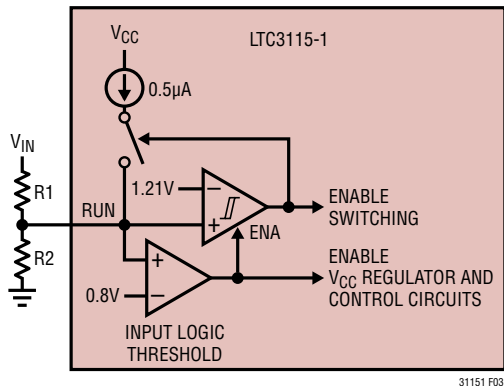 LTC3115-1
VCC
0.5µA
VIN
R1
1.21V
–
+
RUN
ENABLE
SWITCHING
ENA
R2
+
0.8V
–
ENABLE
VCC REGULATOR AND
CONTROL CIRCUITS
INPUT LOGIC
THRESHOLD
31151 F03